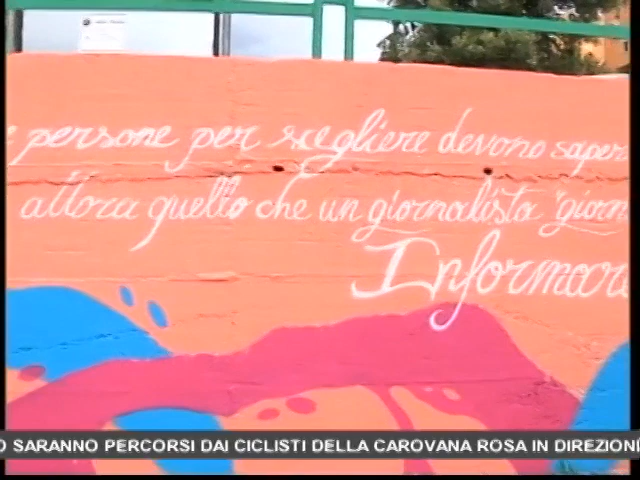 e persone per scegliere devono saper
allora quello che un giornalista "giorn
Informare
O SARANNO PERCORSI DAI CICLISTI DELLA CAROVANA ROSA IN DIREZIONE